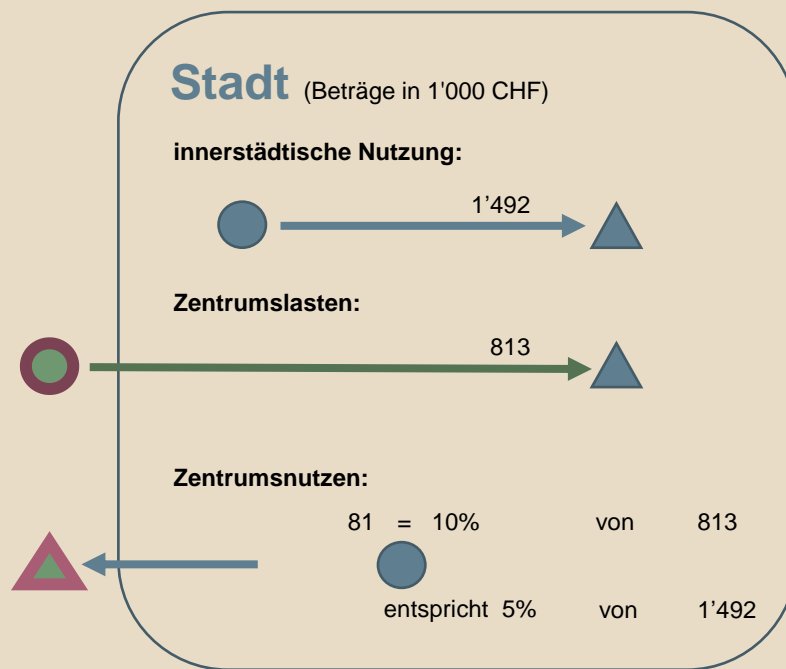 Stadt (Beträge in 1'000 CHF)
innerstädtische Nutzung:
1’492
Zentrumslasten:
813
Zentrumsnutzen:
81 = 10% von 813
entspricht 5% von 1’492